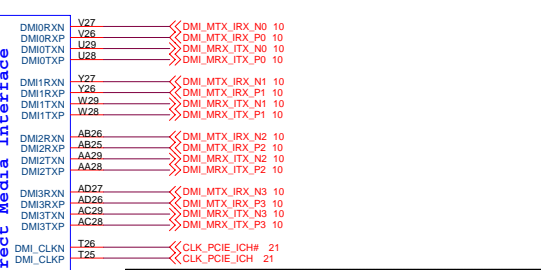 rect Media Interface
DMI0RXN V27 DMI_MTX_IRX_N0 10
DMI0RXP V26 DMI_MTX_IRX_P0 10
DMI0TXN U29 DMI_MRX_ITX_N0 10
DMI0TXP U28 DMI_MRX_ITX_P0 10
DMI1RXN Y27 DMI_MTX_IRX_N1 10
DMI1RXP Y26 DMI_MTX_IRX_P1 10
DMI1TXN W29 DMI_MRX_ITX_N1 10
DMI1TXP W28 DMI_MRX_ITX_P1 10
DMI2RXN AB26 DMI_MTX_IRX_N2 10
DMI2RXP AB25 DMI_MTX_IRX_P2 10
DMI2TXN AA29 DMI_MRX_ITX_N2 10
DMI2TXP AA28 DMI_MRX_ITX_P2 10
DMI3RXN AD27 DMI_MTX_IRX_N3 10
DMI3RXP AD26 DMI_MTX_IRX_P3 10
DMI3TXN AC29 DMI_MRX_ITX_N3 10
DMI3TXP AC28 DMI_MRX_ITX_P3 10
DMI_CLKN T26 CLK_PCIE_ICH# 21
DMI_CLKP T25 CLK_PCIE_ICH 21